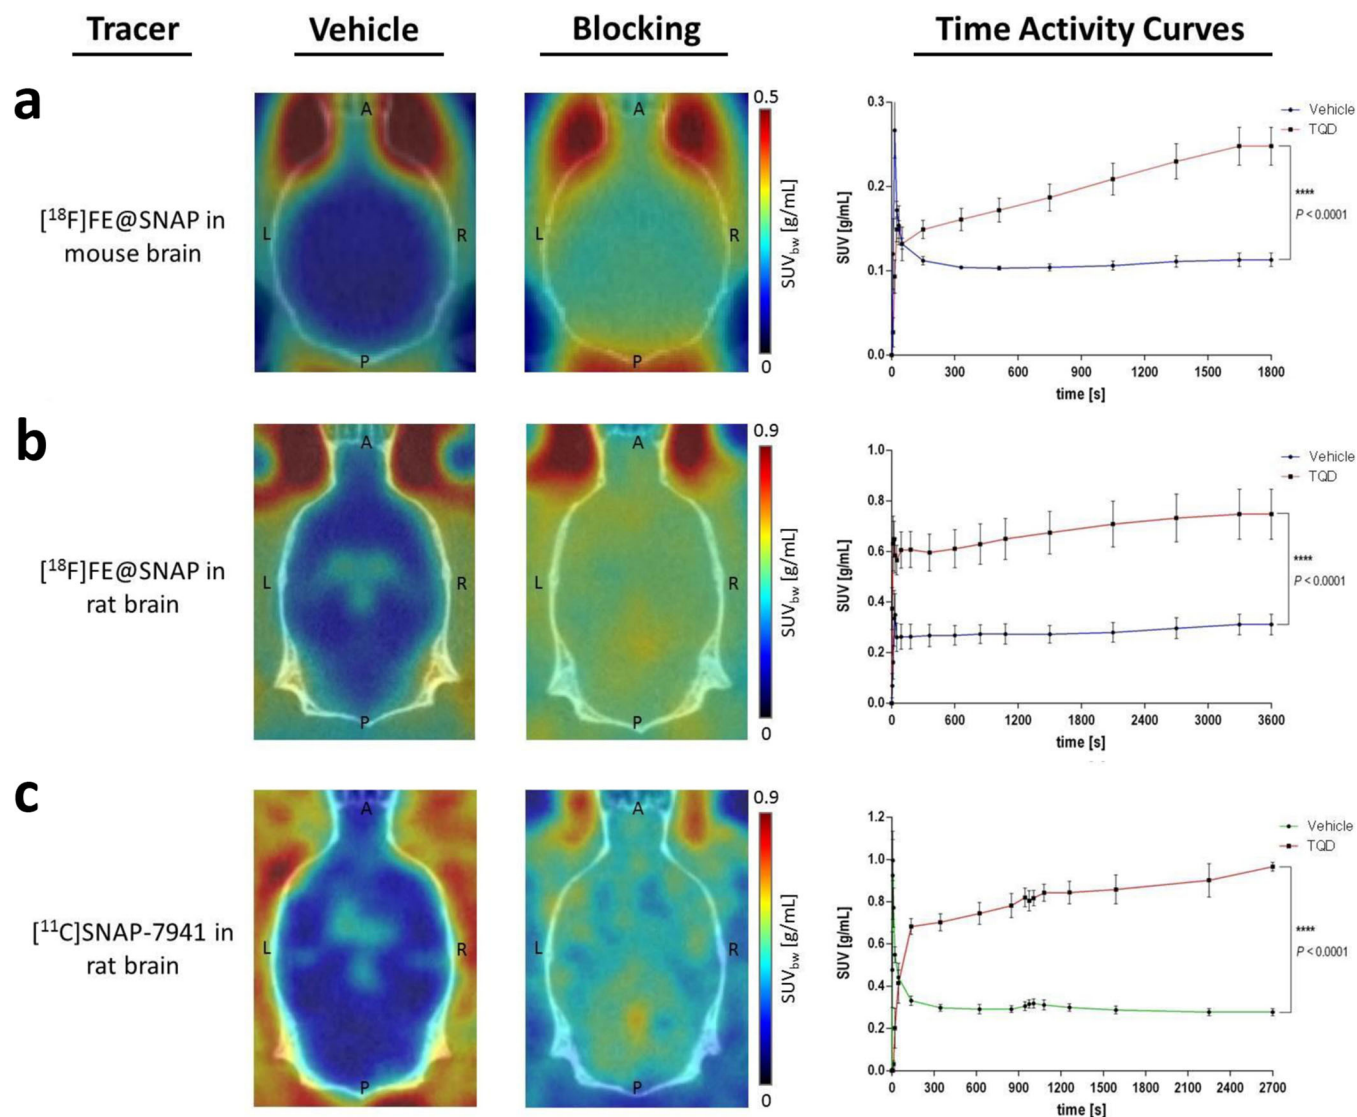 Tracer Vehicle Blocking Time Activity Curves
a
[¹⁸F]FE@SNAP in
mouse brain
A
L
R
P
A
L
R
P
0.5
SUVbw [g/mL]
0
0.3
0.2
0.1
0.0
SUV [g/mL]
0 300 600 900 1200 1500 1800
time [s]
Vehicle
TQD
****
P < 0.0001
b
[¹⁸F]FE@SNAP in
rat brain
A
L
R
P
A
L
R
P
0.9
SUVbw [g/mL]
0
1.0
0.8
0.6
0.4
0.2
0.0
SUV [g/mL]
0 600 1200 1800 2400 3000 3600
time [s]
Vehicle
TQD
****
P < 0.0001
c
[¹¹C]SNAP-7941 in
rat brain
A
L
R
P
A
L
R
P
0.9
SUVbw [g/mL]
0
1.2
1.0
0.8
0.6
0.4
0.2
0.0
SUV [g/mL]
0 300 600 900 1200 1500 1800 2100 2400 2700
time [s]
Vehicle
TQD
****
P < 0.0001